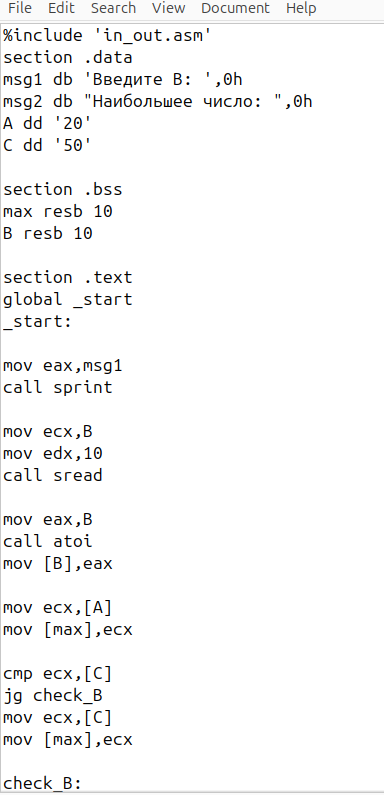 File Edit Search View Document Help
%include 'in_out.asm'
section .data
msg1 db 'Введите В: ',0h
msg2 db "Наибольшее число: ",0h
A dd '20'
C dd '50'
section .bss
max resb 10
B resb 10
section .text
global _start
_start:
mov eax,msg1
call sprint
mov ecx,B
mov edx,10
call sread
mov eax,B
call atoi
mov [B],eax
mov ecx,[A]
mov [max],ecx
cmp ecx,[C]
jg check_B
mov ecx,[C]
mov [max],ecx
check_B: